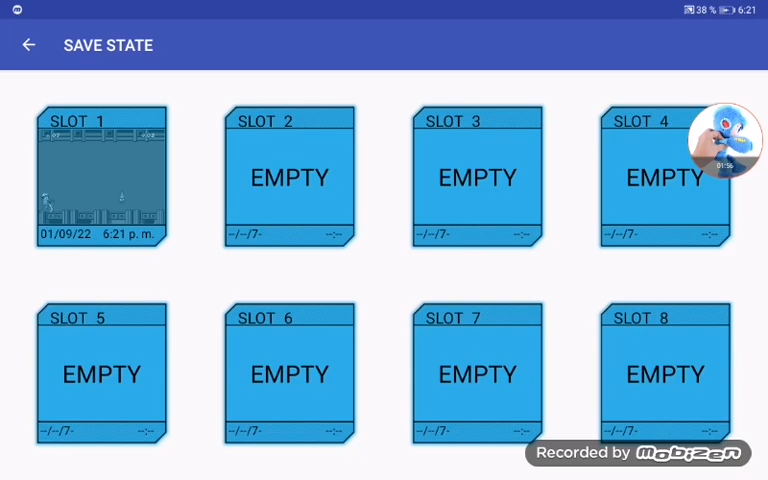 38 % 6:21
SAVE STATE
SLOT 1
01/09/22 6:21 p. m.
SLOT 2
EMPTY
--/--/7- --:--
SLOT 3
EMPTY
--/--/7- --:--
SLOT 4
EMPTY
--/--/7- --:--
01:56
SLOT 5
EMPTY
--/--/7- --:--
SLOT 6
EMPTY
--/--/7- --:--
SLOT 7
EMPTY
--/--/7- --:--
SLOT 8
EMPTY
--/--/7- --:--
Recorded by mobizen